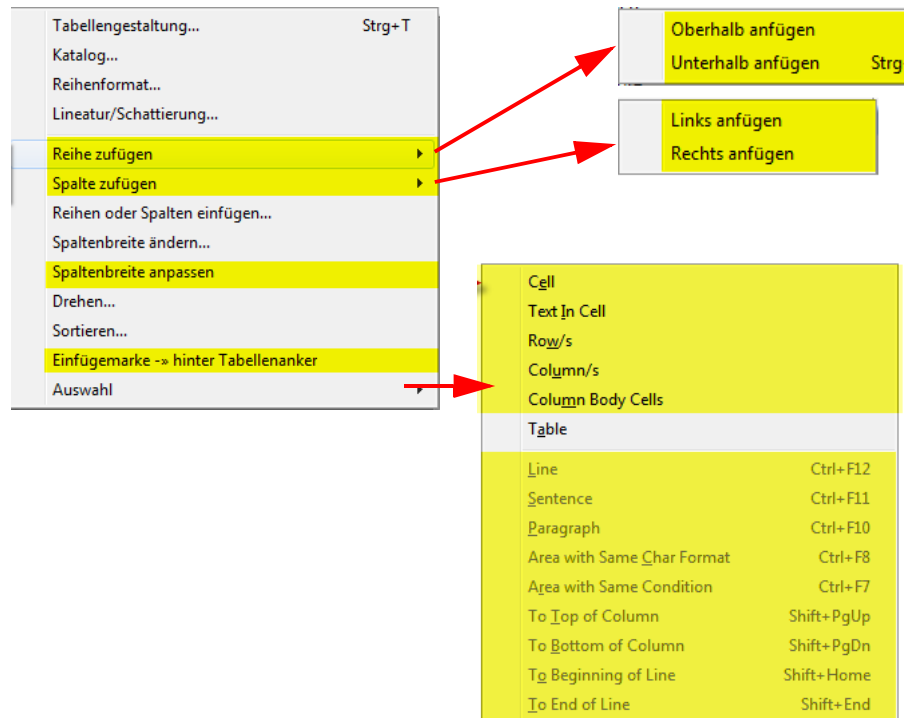 Tabellengestaltung... Strg+T
Katalog...
Reihenformat...
Lineatur/Schattierung...
Reihe zufügen
Spalte zufügen
Reihen oder Spalten einfügen...
Spaltenbreite ändern...
Spaltenbreite anpassen
Drehen...
Sortieren...
Einfügemarke -» hinter Tabellenanker
Auswahl
Oberhalb anfügen
Unterhalb anfügen Strg
Links anfügen
Rechts anfügen
Cell
Text In Cell
Row/s
Column/s
Column Body Cells
Table
Line Ctrl+F12
Sentence Ctrl+F11
Paragraph Ctrl+F10
Area with Same Char Format Ctrl+F8
Area with Same Condition Ctrl+F7
To Top of Column Shift+PgUp
To Bottom of Column Shift+PgDn
To Beginning of Line Shift+Home
To End of Line Shift+End